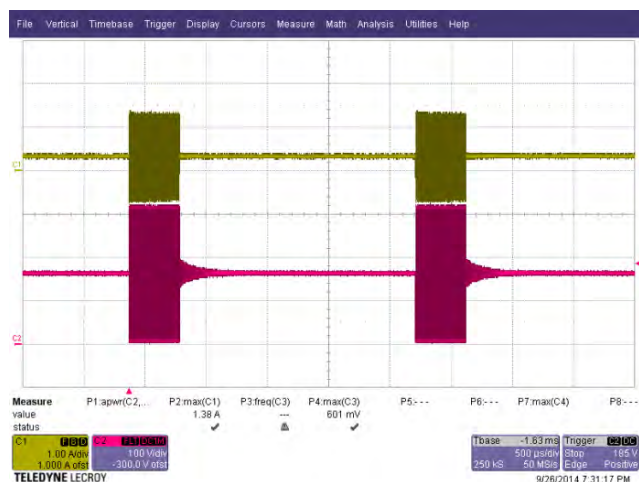 File Vertical Timebase Trigger Display Cursors Measure Math Analysis Utilities Help
C1
C2
Measure P1:apwr(C2,... P2:max(C1) P3:freq(C3) P4:max(C3) P5:- - - P6:- - - P7:max(C4) P8:- - -
value 1.38 A --- 601 mV
status
C1 C2 Tbase -1.63 ms Trigger C2 DC
1.00 A/div 100 V/div 500 µs/div Stop 185 V
1.000 A ofst -300.0 V ofst 250 kS 50 MS/s Edge Positive
TELEDYNE LECROY 9/26/2014 7:31:17 PM